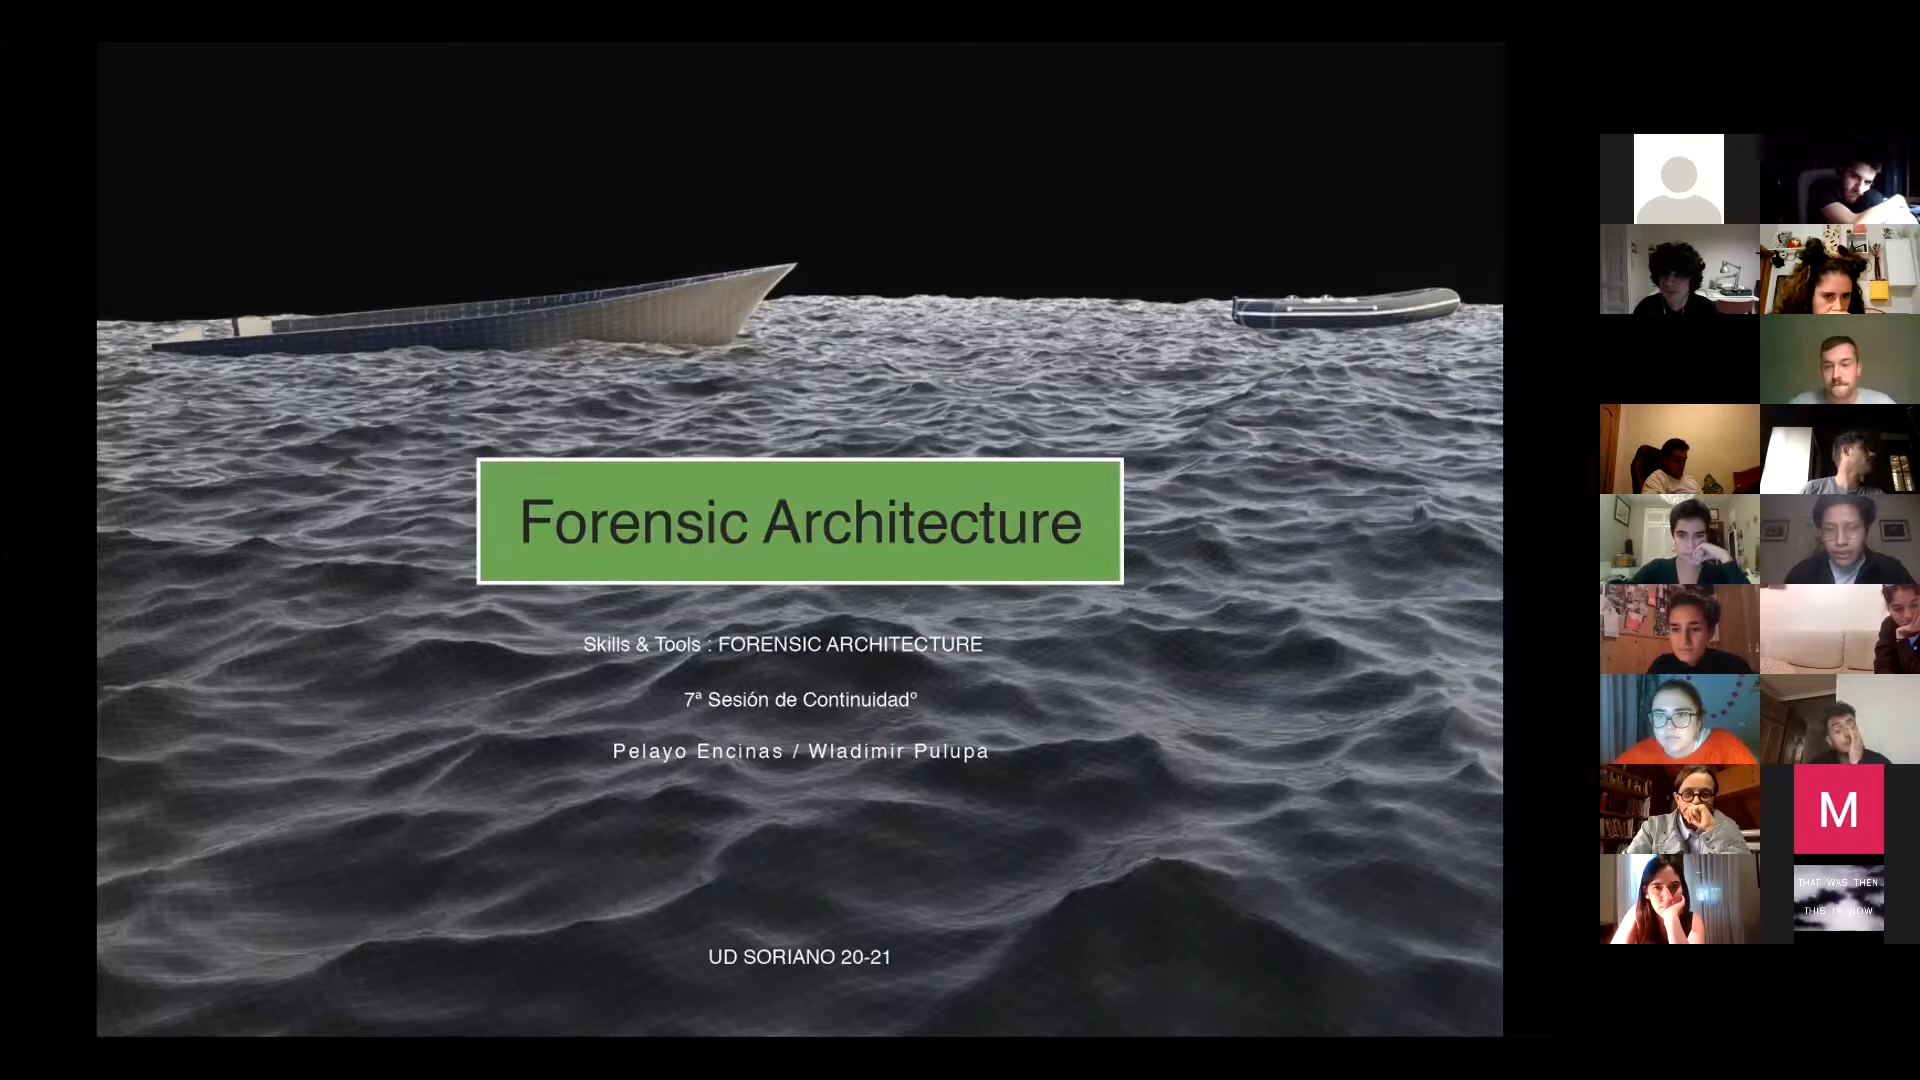 Forensic Architecture
Skills & Tools : FORENSIC ARCHITECTURE
7ª Sesión de Continuidadº
Pelayo Encinas / Wladimir Pulupa
UD SORIANO 20-21
M
THAT WAS THEN
THIS IS NOW